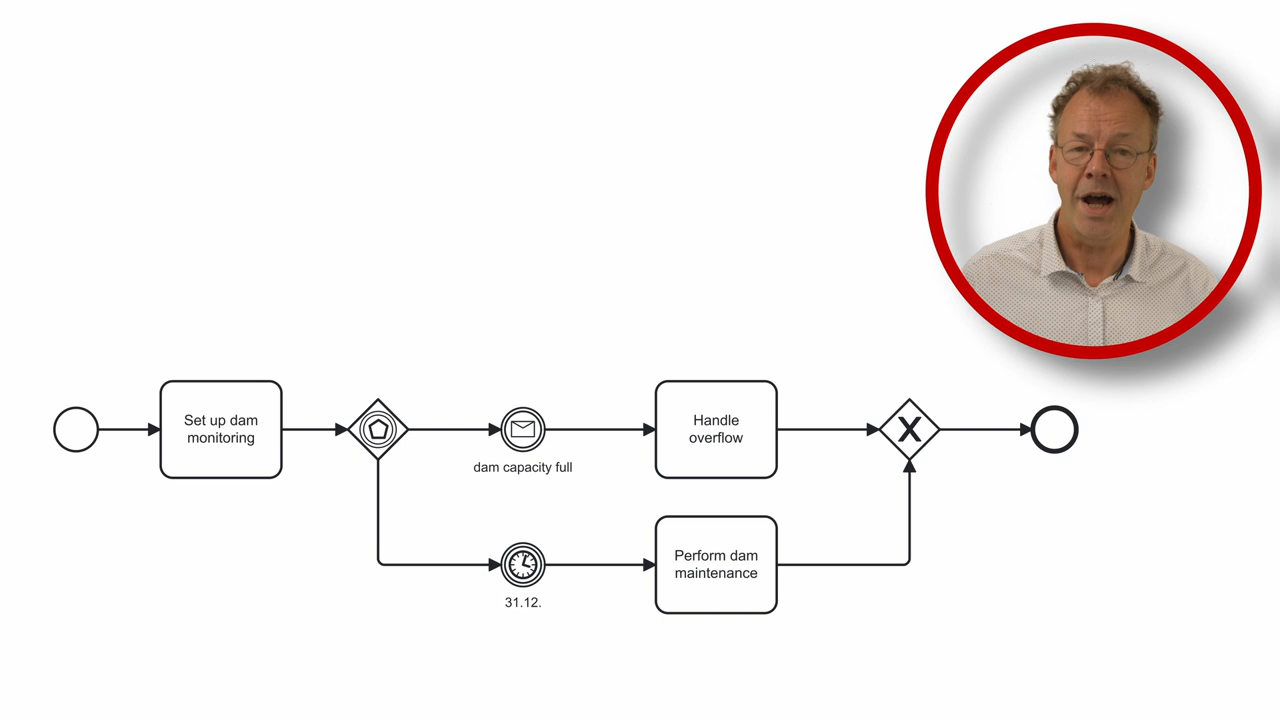 Set up dam
monitoring
dam capacity full
Handle
overflow
X
31.12.
Perform dam
maintenance